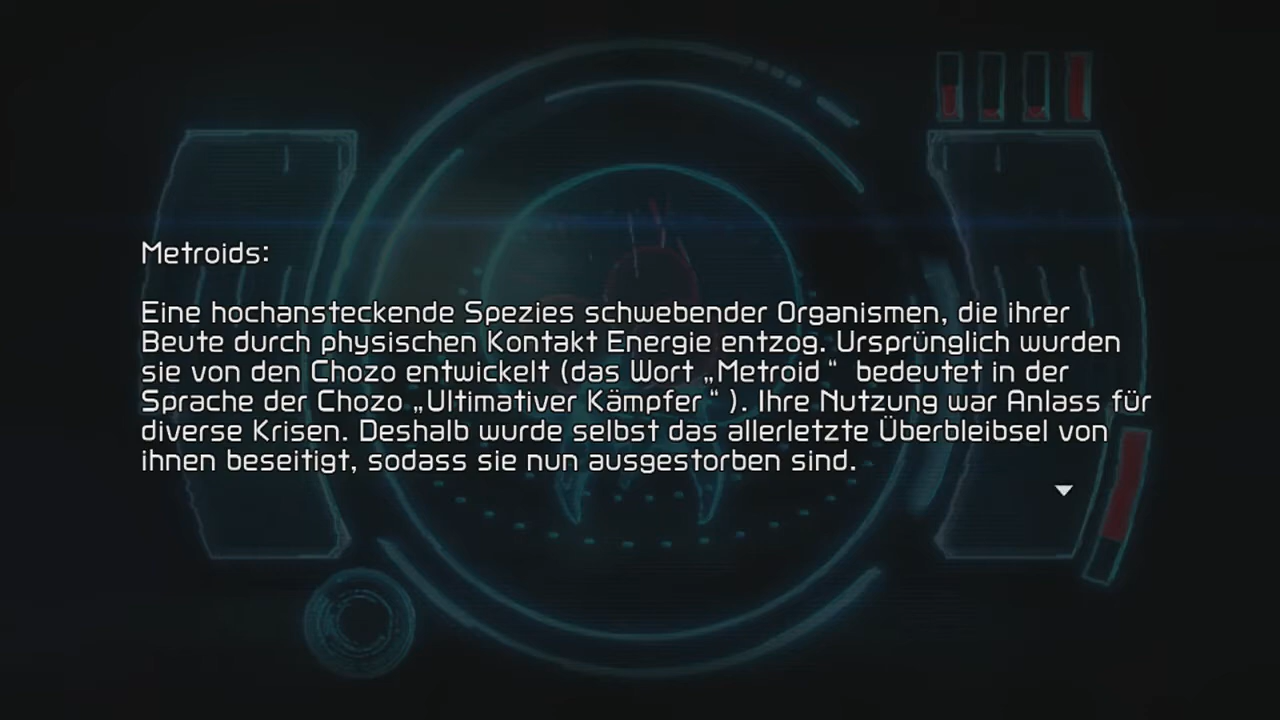 Metroids:
Eine hochansteckende Spezies schwebender Organismen, die ihrer
Beute durch physischen Kontakt Energie entzog. Ursprünglich wurden
sie von den Chozo entwickelt (das Wort „Metroid“ bedeutet in der
Sprache der Chozo „Ultimativer Kämpfer“ ). Ihre Nutzung war Anlass für
diverse Krisen. Deshalb wurde selbst das allerletzte Überbleibsel von
ihnen beseitigt, sodass sie nun ausgestorben sind.